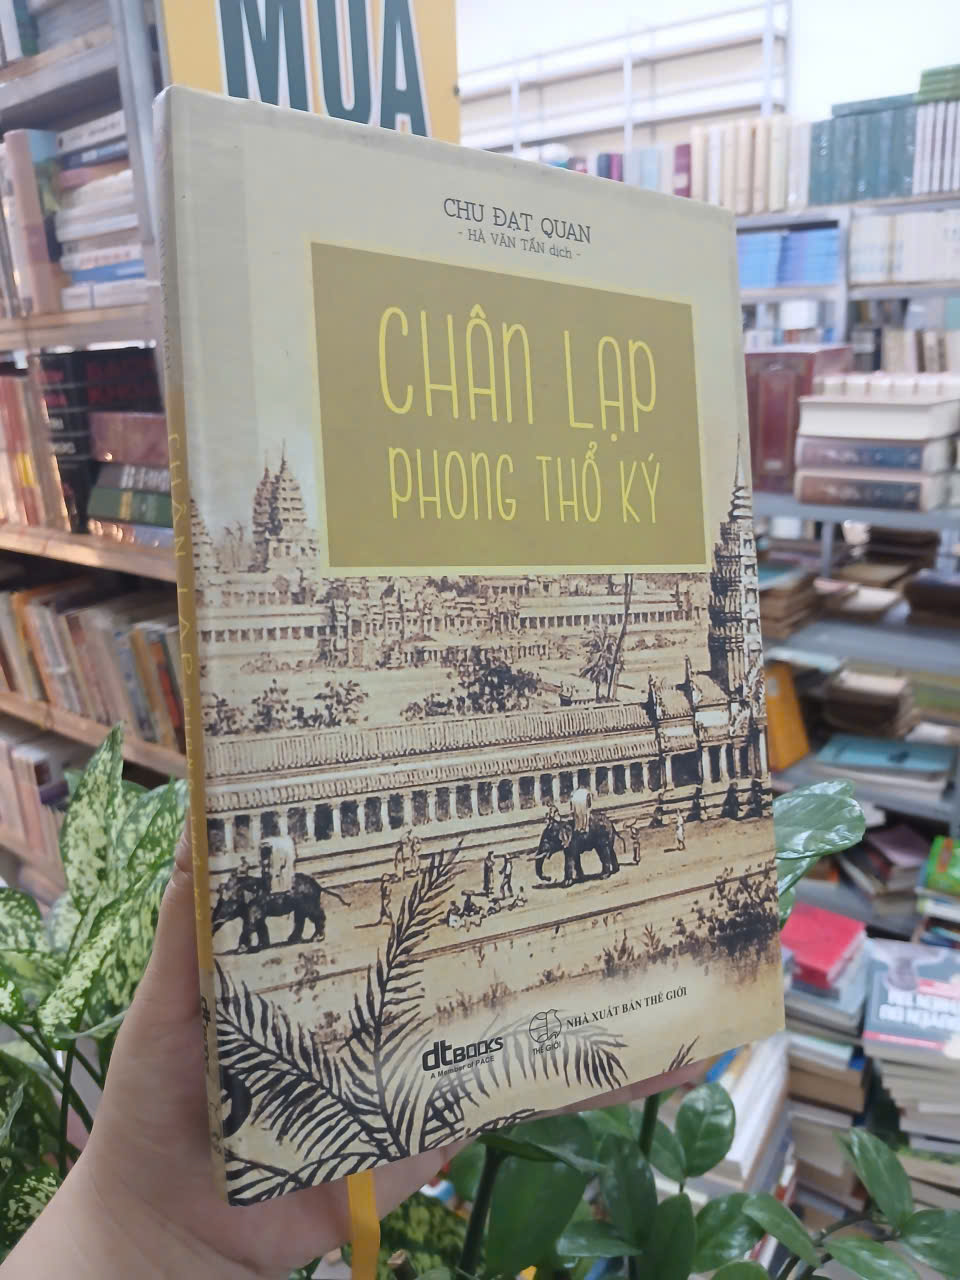 MUA
CHU ĐẠT QUAN
- HÀ VĂN TẤN dịch -
CHÂN LẠP
PHONG THỔ KÝ
dtBOOKS
A Member of PACE
THẾ GIỚI
NHÀ XUẤT BẢN THẾ GIỚI